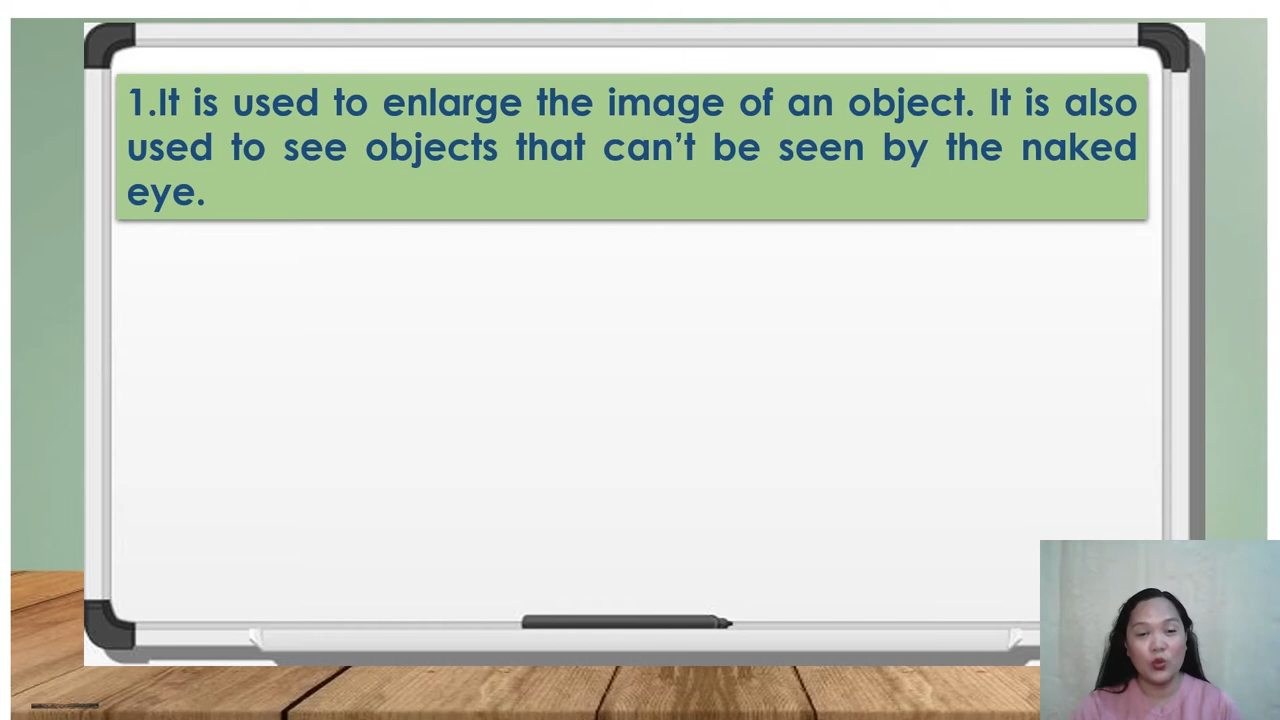 1.It is used to enlarge the image of an object. It is also
used to see objects that can’t be seen by the naked
eye.